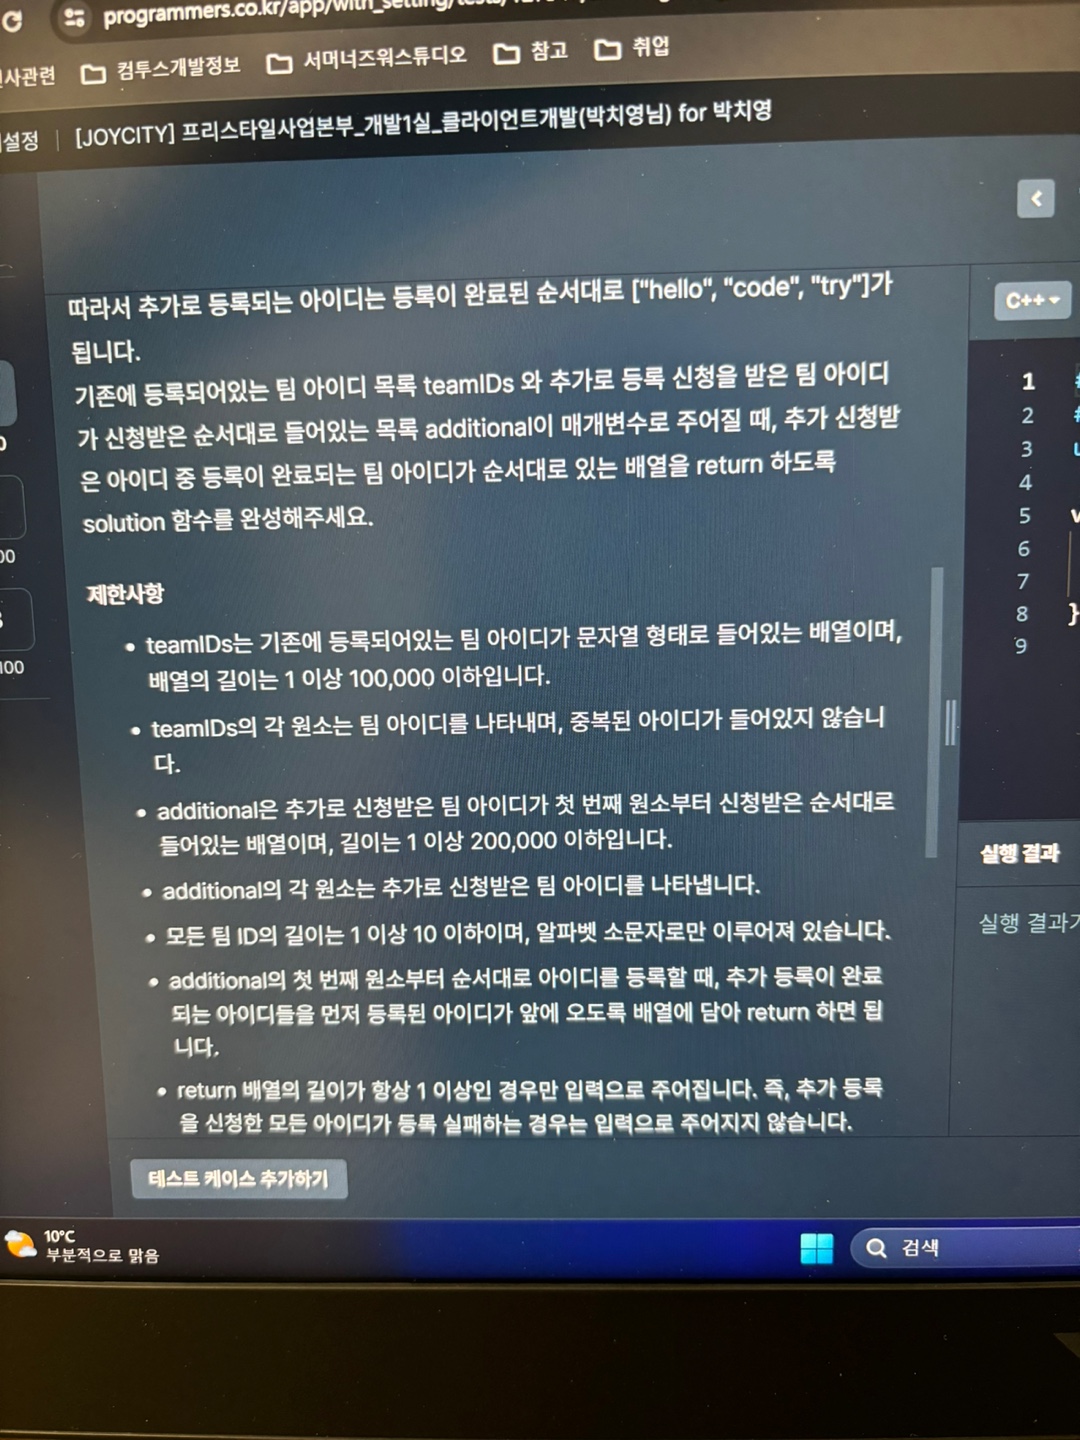 programmers.co.kr/app/with_setting/tests/
사관련
컴투스개발정보
서머너즈워스튜디오
참고
취업
설정 | [JOYCITY] 프리스타일사업본부_개발1실_클라이언트개발(박치영님) for 박치영
따라서 추가로 등록되는 아이디는 등록이 완료된 순서대로 ["hello", "code", "try"]가
됩니다.
기존에 등록되어있는 팀 아이디 목록 teamIDs 와 추가로 등록 신청을 받은 팀 아이디
가 신청받은 순서대로 들어있는 목록 additional이 매개변수로 주어질 때, 추가 신청받
은 아이디 중 등록이 완료되는 팀 아이디가 순서대로 있는 배열을 return 하도록
solution 함수를 완성해주세요.
제한사항
• teamIDs는 기존에 등록되어있는 팀 아이디가 문자열 형태로 들어있는 배열이며,
배열의 길이는 1 이상 100,000 이하입니다.
• teamIDs의 각 원소는 팀 아이디를 나타내며, 중복된 아이디가 들어있지 않습니
다.
• additional은 추가로 신청받은 팀 아이디가 첫 번째 원소부터 신청받은 순서대로
들어있는 배열이며, 길이는 1 이상 200,000 이하입니다.
• additional의 각 원소는 추가로 신청받은 팀 아이디를 나타냅니다.
• 모든 팀 ID의 길이는 1 이상 10 이하이며, 알파벳 소문자로만 이루어져 있습니다.
• additional의 첫 번째 원소부터 순서대로 아이디를 등록할 때, 추가 등록이 완료
되는 아이디들을 먼저 등록된 아이디가 앞에 오도록 배열에 담아 return 하면 됩
니다.
• return 배열의 길이가 항상 1 이상인 경우만 입력으로 주어집니다. 즉, 추가 등록
을 신청한 모든 아이디가 등록 실패하는 경우는 입력으로 주어지지 않습니다.
C++
1
2
3
4
5
6
7
8 }
9
실행 결과
실행 결과가
00
100
테스트 케이스 추가하기
10°C
부분적으로 맑음
검색